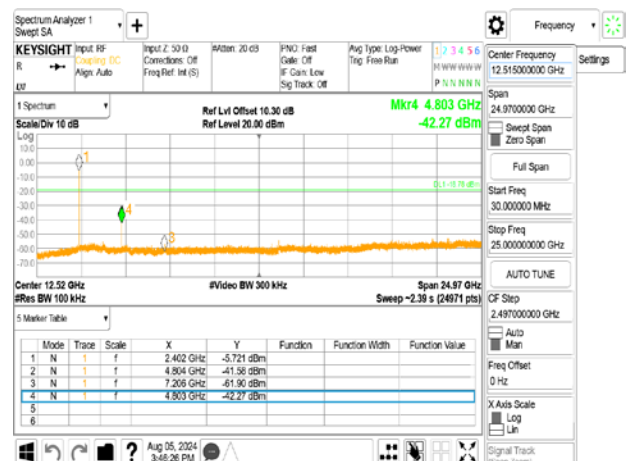 Spectrum Analyzer 1
Swept SA
+
Frequency
KEYSIGHT
Input: RF
Coupling: DC
Align: Auto
Input Z: 50 Ω
Corrections: Off
Freq Ref: Int (S)
#Atten: 20 dB
PNO: Fast
Gate: Off
IF Gain: Low
Sig Track: Off
Avg Type: Log-Power
Trig: Free Run
1 2 3 4 5 6
M W W W W W
P N N N N N
R
LXI
Center Frequency
12.515000000 GHz
Settings
1 Spectrum
Scale/Div 10 dB
Ref Lvl Offset 10.30 dB
Ref Level 20.00 dBm
Mkr4 4.803 GHz
-42.27 dBm
Span
24.9700000 GHz
Swept Span
Zero Span
Full Span
Start Freq
30.000000 MHz
Stop Freq
25.000000000 GHz
AUTO TUNE
CF Step
2.497000000 GHz
Auto
Man
Freq Offset
0 Hz
X Axis Scale
Log
Lin
Signal Track
Log
10.0
0.00
-10.0
-20.0
-30.0
-40.0
-50.0
-60.0
-70.0
1
4
3
Center 12.52 GHz
#Res BW 100 kHz
#Video BW 300 kHz
Span 24.97 GHz
Sweep ~2.39 s (24971 pts)
5 Marker Table
Mode Trace Scale X Y Function Function Width Function Value
1 N 1 f 2.402 GHz -5.721 dBm
2 N 1 f 4.804 GHz -41.58 dBm
3 N 1 f 7.206 GHz -61.90 dBm
4 N 1 f 4.803 GHz -42.27 dBm
5
6
?
Aug 05, 2024
3:46:26 PM